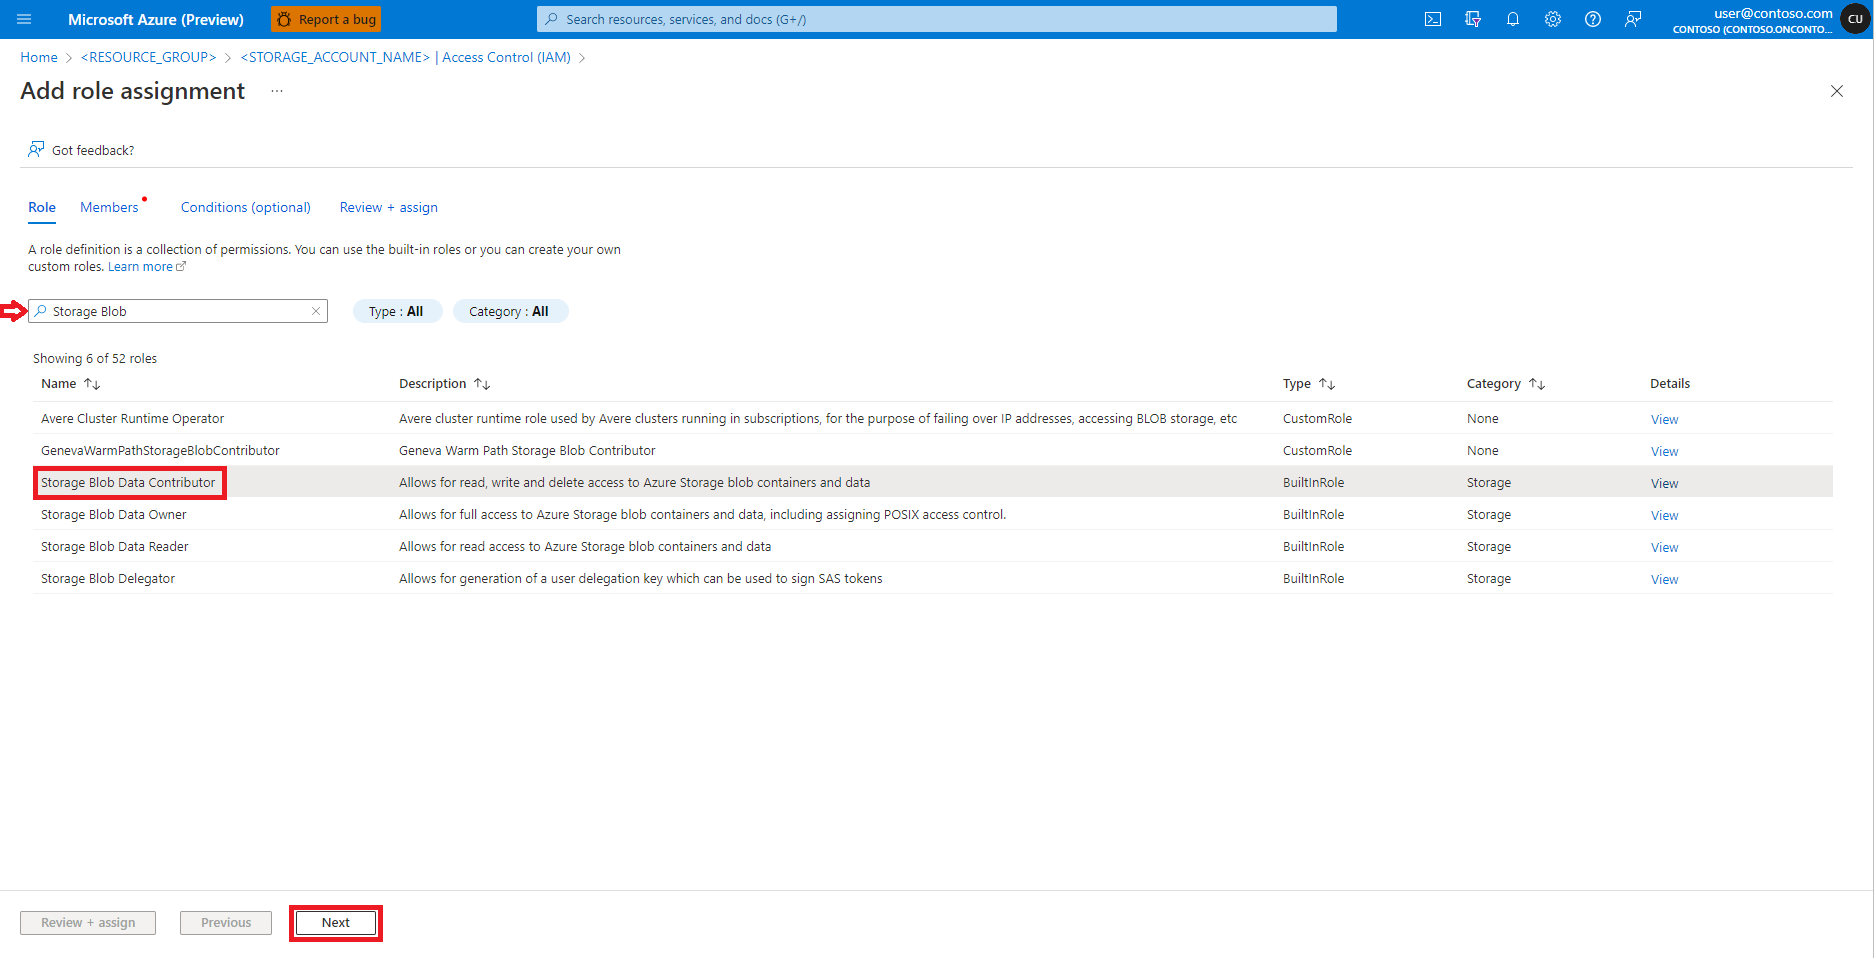 Microsoft Azure (Preview) Report a bug Search resources, services, and docs (G+/) user@contoso.com
CONTOSO (CONTOSO.ONCONTO... CU
Home > <RESOURCE_GROUP> > <STORAGE_ACCOUNT_NAME> | Access Control (IAM) >
Add role assignment ...
Got feedback?
Role Members Conditions (optional) Review + assign
A role definition is a collection of permissions. You can use the built-in roles or you can create your own
custom roles. Learn more
Storage Blob Type : All Category : All
Showing 6 of 52 roles
Name Description Type Category Details
Avere Cluster Runtime Operator Avere cluster runtime role used by Avere clusters running in subscriptions, for the purpose of failing over IP addresses, accessing BLOB storage, etc CustomRole None View
GenevaWarmPathStorageBlobContributor Geneva Warm Path Storage Blob Contributor CustomRole None View
Storage Blob Data Contributor Allows for read, write and delete access to Azure Storage blob containers and data BuiltInRole Storage View
Storage Blob Data Owner Allows for full access to Azure Storage blob containers and data, including assigning POSIX access control. BuiltInRole Storage View
Storage Blob Data Reader Allows for read access to Azure Storage blob containers and data BuiltInRole Storage View
Storage Blob Delegator Allows for generation of a user delegation key which can be used to sign SAS tokens BuiltInRole Storage View
Review + assign Previous Next